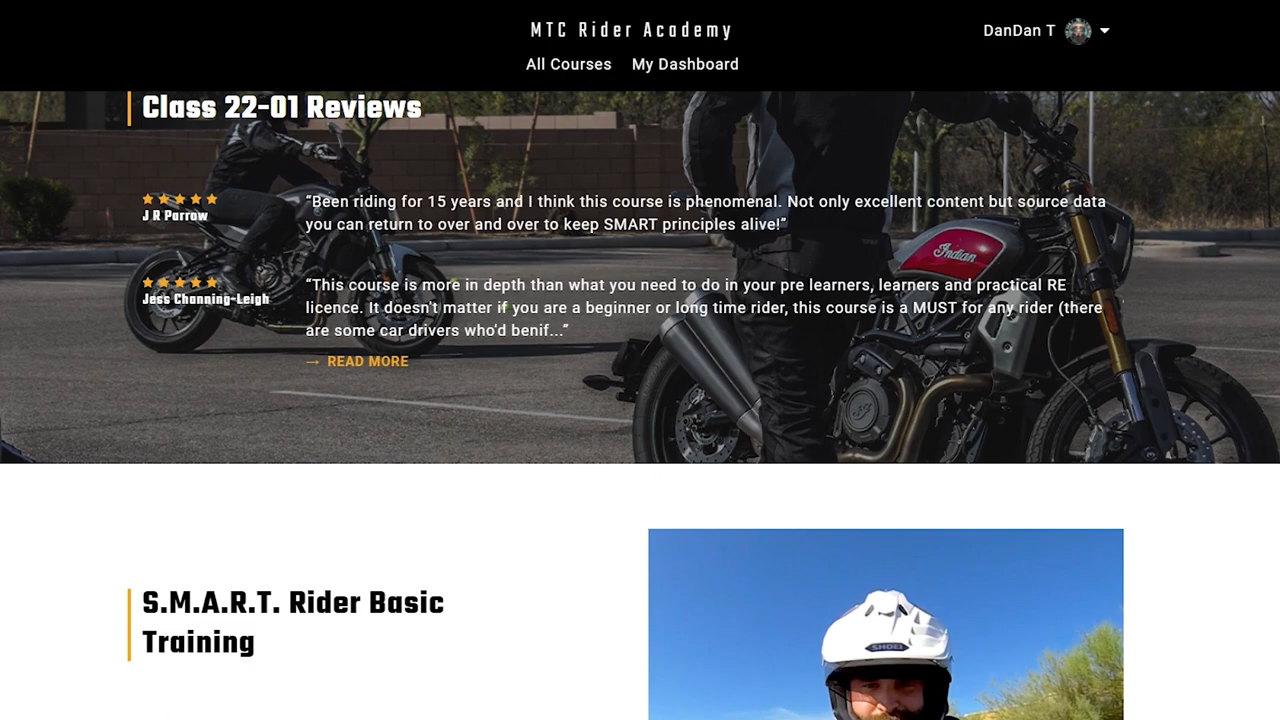 MTC Rider Academy
DanDan T
All Courses My Dashboard
Class 22-01 Reviews
J R Parrow
“Been riding for 15 years and I think this course is phenomenal. Not only excellent content but source data
you can return to over and over to keep SMART principles alive!”
Jess Channing-Leigh
“This course is more in depth than what you need to do in your pre learners, learners and practical RE
licence. It doesn't matter if you are a beginner or long time rider, this course is a MUST for any rider (there
are some car drivers who'd benif...”
→ READ MORE
Indian
S.M.A.R.T. Rider Basic
Training
SHOEI